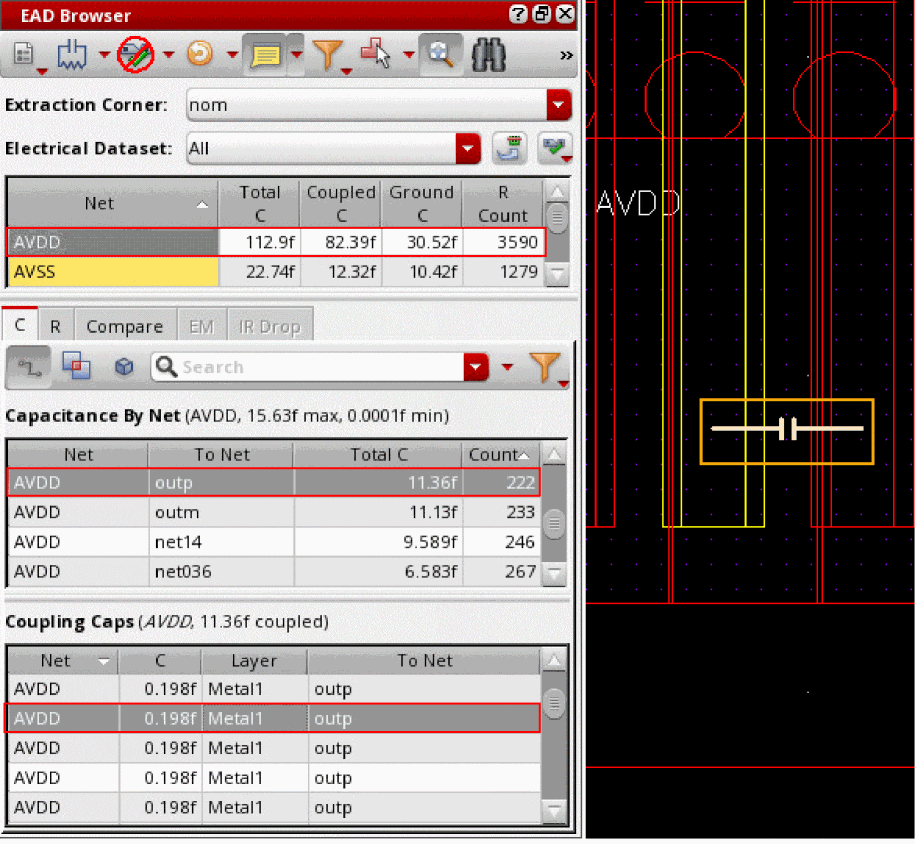 EAD Browser
»
Extraction Corner: nom
Electrical Dataset: All
Net Total C Coupled C Ground C R Count
AVDD 112.9f 82.39f 30.52f 3590
AVSS 22.74f 12.32f 10.42f 1279
C R Compare EM IR Drop
Search
Capacitance By Net (AVDD, 15.63f max, 0.0001f min)
Net To Net Total C Count
AVDD outp 11.36f 222
AVDD outm 11.13f 233
AVDD net14 9.589f 246
AVDD net036 6.583f 267
Coupling Caps (AVDD, 11.36f coupled)
Net C Layer To Net
AVDD 0.198f Metal1 outp
AVDD 0.198f Metal1 outp
AVDD 0.198f Metal1 outp
AVDD 0.198f Metal1 outp
AVDD 0.198f Metal1 outp
AVDD